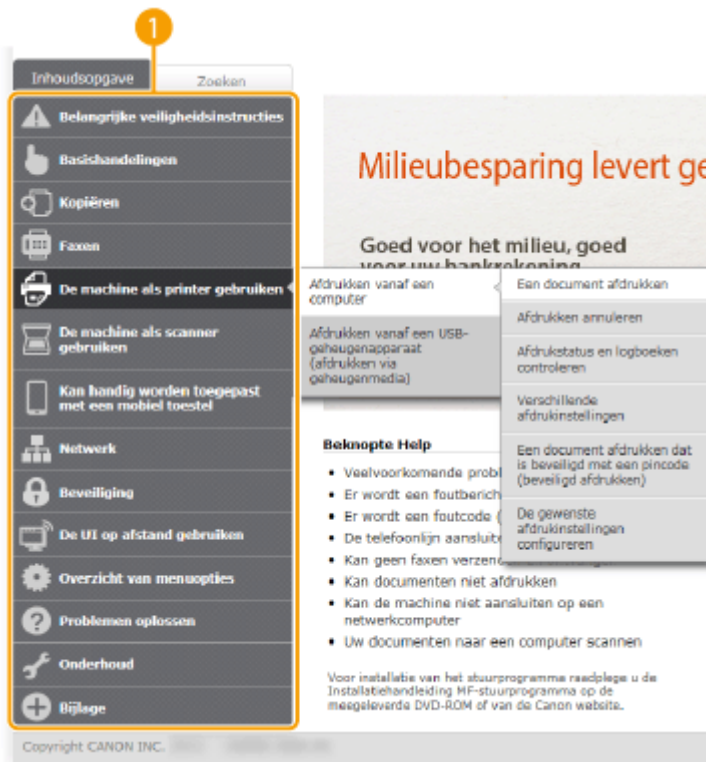 1
Inhoudsopgave
Zoeken
Belangrijke veiligheidsinstructies
Basishandelingen
Kopiëren
Faxen
De machine als printer gebruiken
De machine als scanner
gebruiken
Kan handig worden toegepast
met een mobiel toestel
Netwerk
Beveiliging
De UI op afstand gebruiken
Overzicht van menuopties
Problemen oplossen
Onderhoud
Bijlage
Milieubesparing levert ge
Goed voor het milieu, goed
voor uw bankrekening
Afdrukken vanaf een
computer
Afdrukken vanaf een USB-
geheugenapparaat
(afdrukken via
geheugenmedia)
Een document afdrukken
Afdrukken annuleren
Afdrukstatus en logboeken
controleren
Verschillende
afdrukinstellingen
Een document afdrukken dat
is beveiligd met een pincode
(beveiligd afdrukken)
De gewenste
afdrukinstellingen
configureren
Beknopte Help
• Veelvoorkomende probl
• Er wordt een foutberich
• Er wordt een foutcode (
• De telefoonlijn aansluit
• Kan geen faxen verzen
• Kan documenten niet afdrukken
• Kan de machine niet aansluiten op een
netwerkcomputer
• Uw documenten naar een computer scannen
Voor installatie van het stuurprogramma raadplege u de
Installatiehandleiding MF-stuurprogramma op de
meegeleverde DVD-ROM of van de Canon website.
Copyright CANON INC.